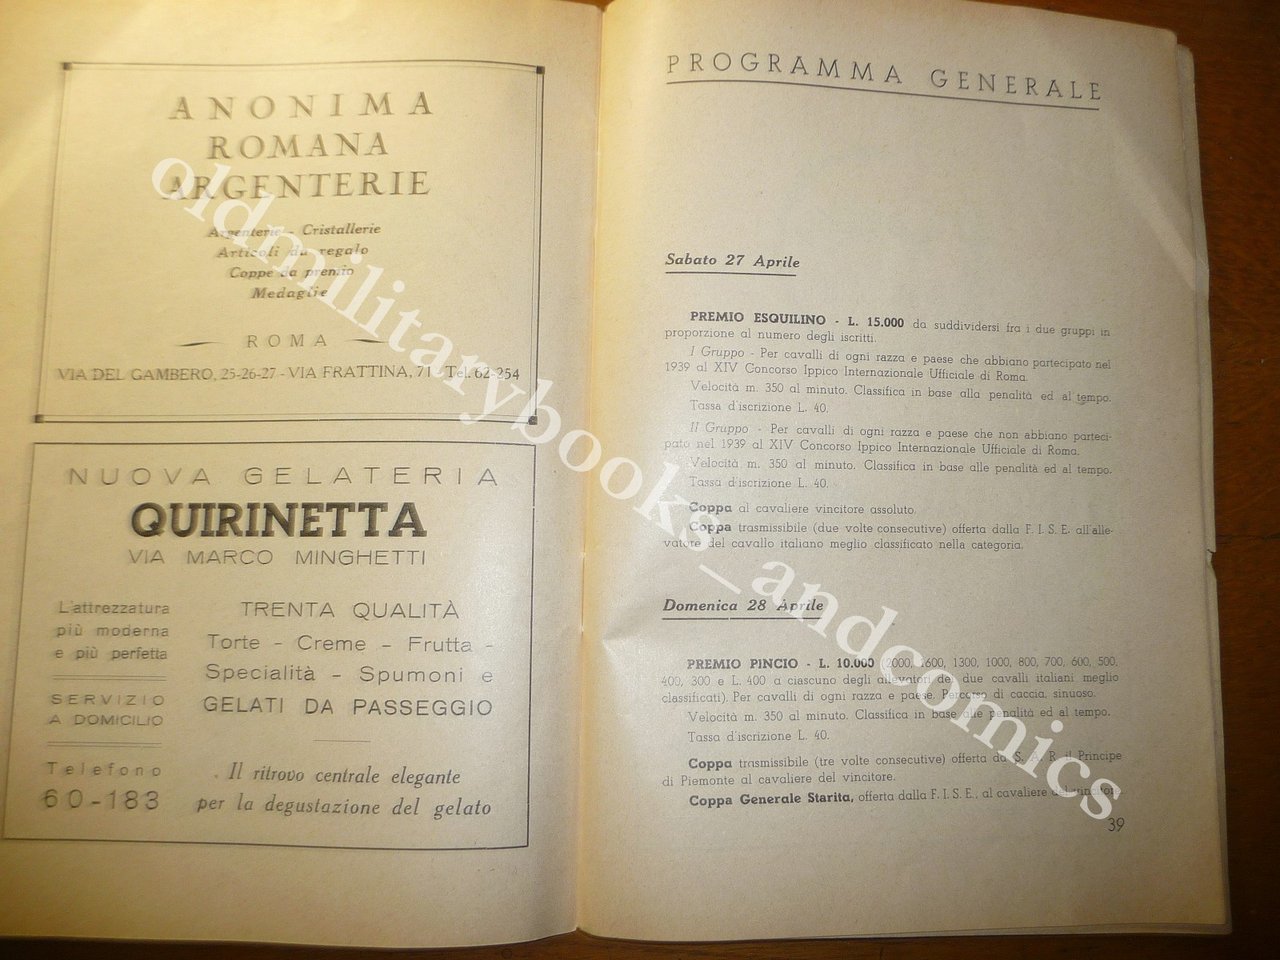 ANONIMA
ROMANA
ARGENTERIE
Argenterie - Cristallerie
Articoli da regalo
Coppe da premio
Medaglie
ROMA
VIA DEL GAMBERO, 25-26-27 - VIA FRATTINA, 71 - Tel. 62-254
NUOVA GELATERIA
QUIRINETTA
VIA MARCO MINGHETTI
L'attrezzatura
più moderna
e più perfetta
SERVIZIO
A DOMICILIO
Telefono
60-183
TRENTA QUALITÀ
Torte - Creme - Frutta -
Specialità - Spumoni e
GELATI DA PASSEGGIO
Il ritrovo centrale elegante
per la degustazione del gelato
PROGRAMMA GENERALE
Sabato 27 Aprile
PREMIO ESQUILINO - L. 15.000 da suddividersi fra i due gruppi in
proporzione al numero degli iscritti.
I Gruppo - Per cavalli di ogni razza e paese che abbiano partecipato nel
1939 al XIV Concorso Ippico Internazionale Ufficiale di Roma.
Velocità m. 350 al minuto. Classifica in base alla penalità ed al tempo.
Tassa d'iscrizione L. 40.
II Gruppo - Per cavalli di ogni razza e paese che non abbiano parteci-
pato nel 1939 al XIV Concorso Ippico Internazionale Ufficiale di Roma.
Velocità m. 350 al minuto. Classifica in base alle penalità ed al tempo.
Tassa d'iscrizione L. 40.
Coppa al cavaliere vincitore assoluto.
Coppa trasmissibile (due volte consecutive) offerta dalla F. I. S. E. all'alle-
vatore del cavallo italiano meglio classificato nella categoria.
Domenica 28 Aprile
PREMIO PINCIO - L. 10.000 (2000, 1600, 1300, 1000, 800, 700, 600, 500,
400, 300 e L. 400 a ciascuno degli allevatori dei due cavalli italiani meglio
classificati). Per cavalli di ogni razza e paese. Percorso di caccia, sinuoso.
Velocità m. 350 al minuto. Classifica in base alle penalità ed al tempo.
Tassa d'iscrizione L. 40.
Coppa trasmissibile (tre volte consecutive) offerta da S. A. R. il Principe
di Piemonte al cavaliere del vincitore.
Coppa Generale Starita, offerta dalla F. I. S. E., al cavaliere del vincitore.
39
oldmilitarybooks_andcomics